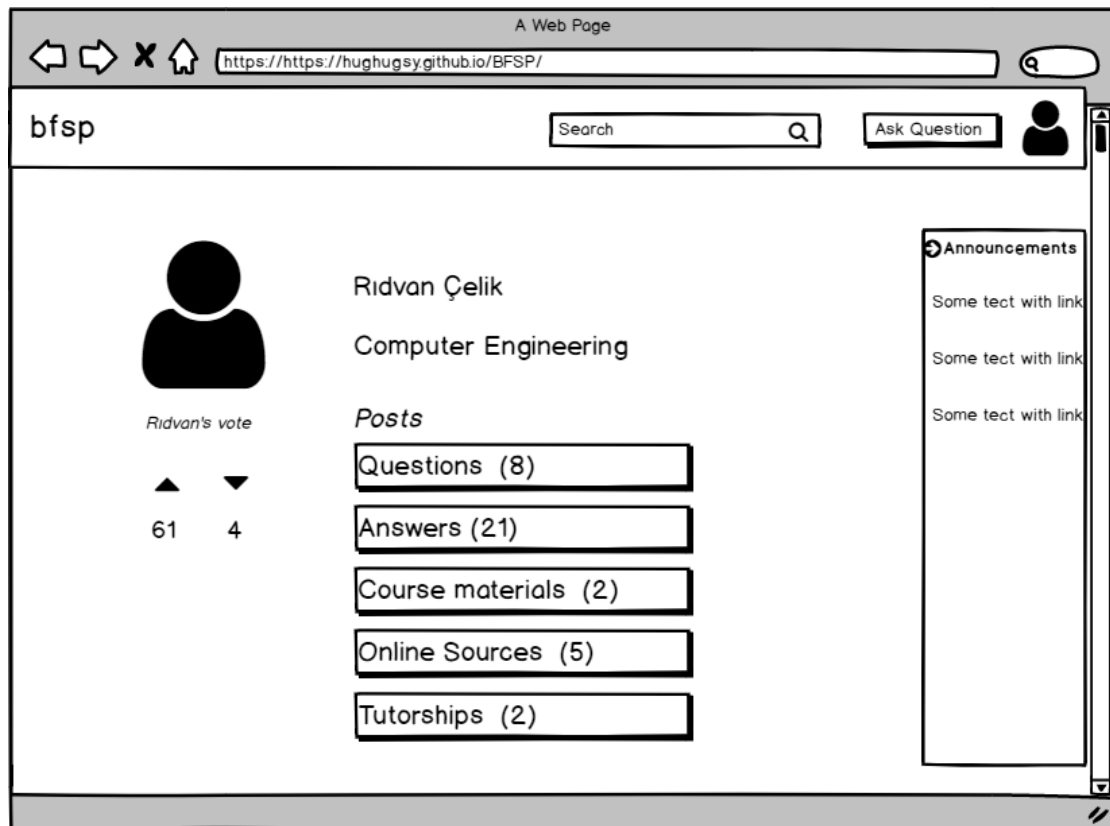 A Web Page
https://https://hughugsy.github.io/BFSP/
bfsp
Search
Ask Question
Rıdvan Çelik
Computer Engineering
Rıdvan's vote
61
4
Posts
Questions (8)
Answers (21)
Course materials (2)
Online Sources (5)
Tutorships (2)
Announcements
Some tect with link
Some tect with link
Some tect with link